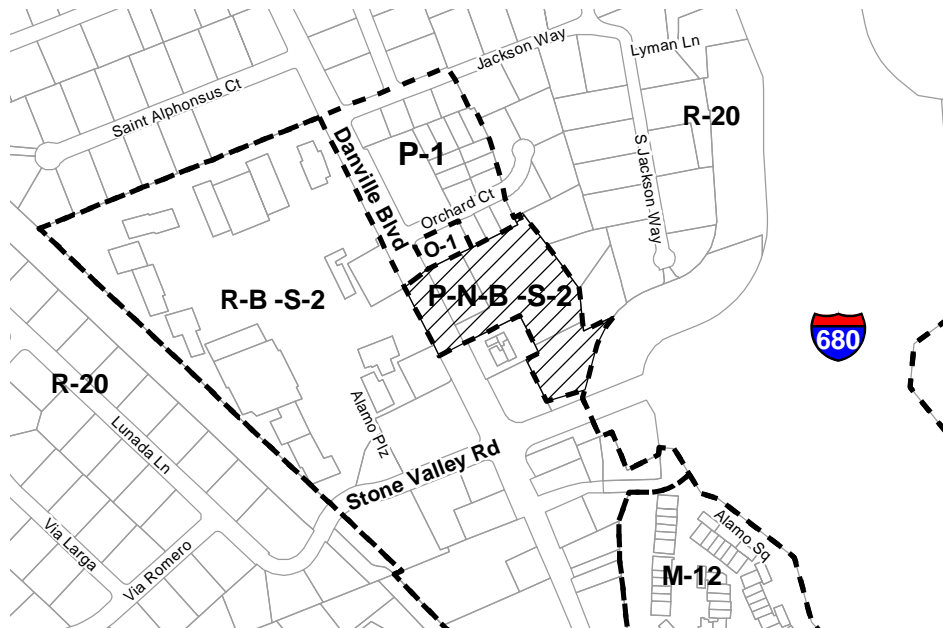 Jackson Way
Lyman Ln
Saint Alphonsus Ct
R-20
Danville Blvd
P-1
S Jackson Way
Orchard Ct
O-1
R-B -S-2
P-N-B -S-2
680
R-20
Alamo Plz
Lunada Ln
Stone Valley Rd
Via Larga
Via Romero
Alamo Sq
M-12